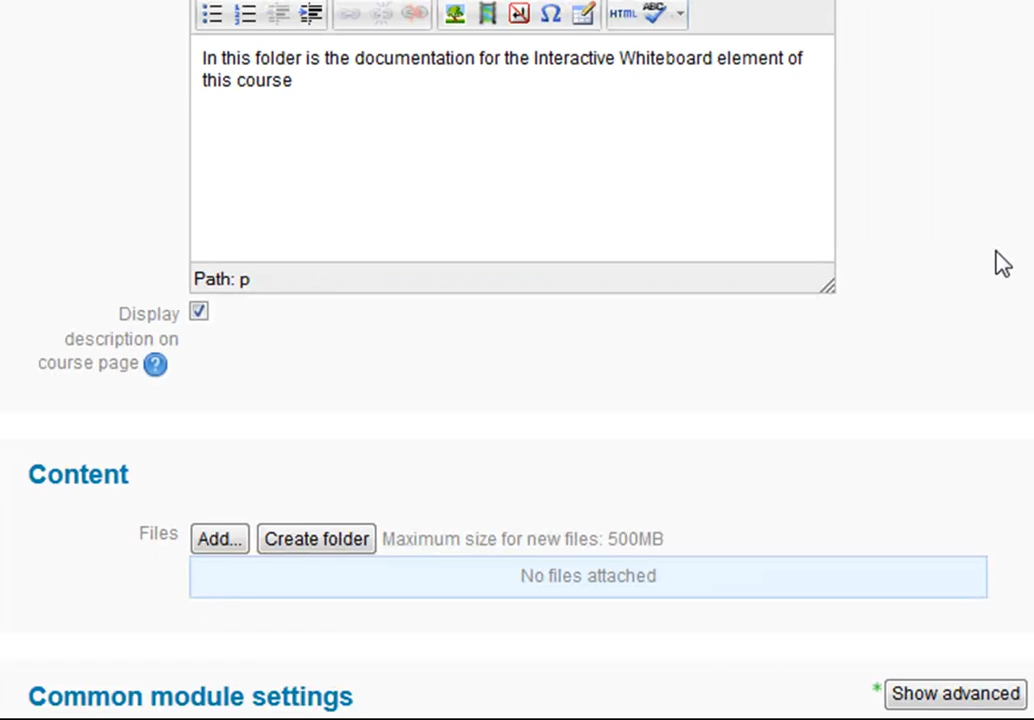 HTML ABC
In this folder is the documentation for the Interactive Whiteboard element of
this course
Path: p
Display
description on
course page ?
Content
Files Add... Create folder Maximum size for new files: 500MB
No files attached
Common module settings * Show advanced